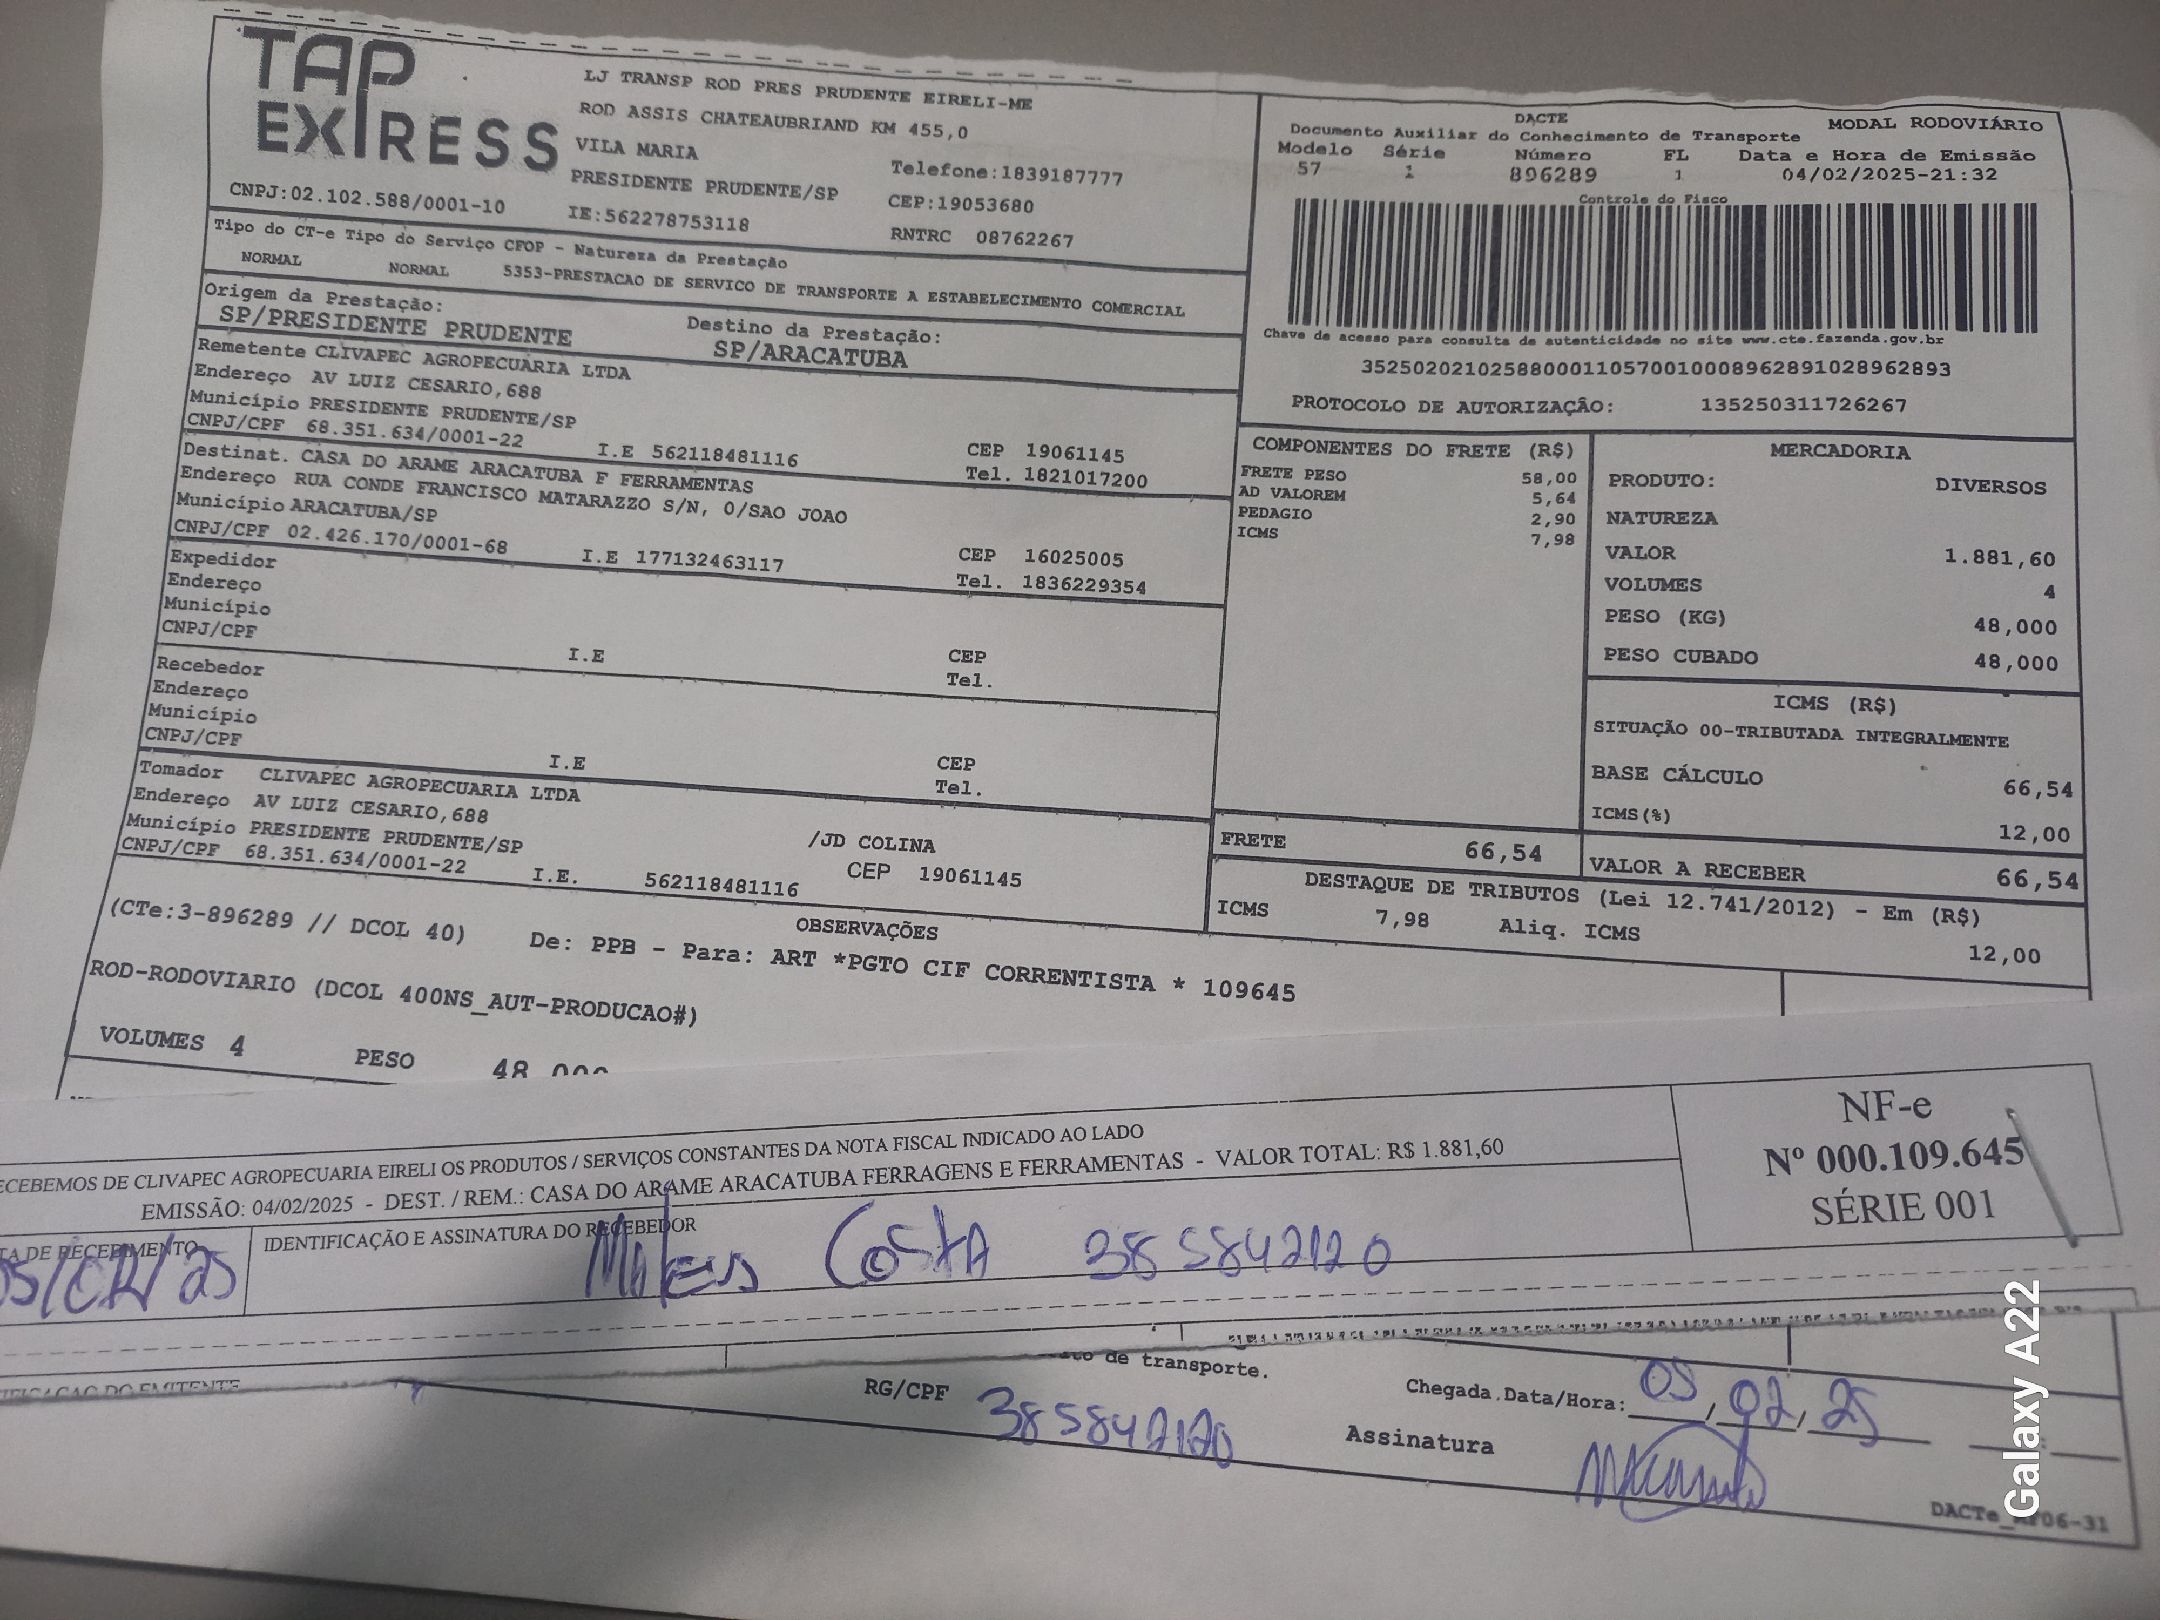 TAP EXPRESS
LJ TRANSP ROD PRES PRUDENTE EIRELI-ME
ROD ASSIS CHATEAUBRIAND KM 455,0
VILA MARIA
Telefone:1839187777
PRESIDENTE PRUDENTE/SP
CEP:19053680
CNPJ:02.102.588/0001-10
IE:562278753118
RNTRC 08762267
DACTE
MODAL RODOVIÁRIO
Documento Auxiliar do Conhecimento de Transporte
Modelo Série Número FL Data e Hora de Emissão
57 1 896289 1 04/02/2025-21:32
Controle do Fisco
Chave de acesso para consulta de autenticidade no site www.cte.fazenda.gov.br
35250202102588000110570010008962891028962893
PROTOCOLO DE AUTORIZAÇÃO: 135250311726267
Tipo do CT-e Tipo do Serviço CFOP - Natureza da Prestação
NORMAL NORMAL 5353-PRESTACAO DE SERVICO DE TRANSPORTE A ESTABELECIMENTO COMERCIAL
Origem da Prestação: Destino da Prestação:
SP/PRESIDENTE PRUDENTE SP/ARACATUBA
Remetente CLIVAPEC AGROPECUARIA LTDA
Endereço AV LUIZ CESARIO,688
Município PRESIDENTE PRUDENTE/SP CEP 19061145
CNPJ/CPF 68.351.634/0001-22 I.E 562118481116 Tel. 1821017200
Destinat. CASA DO ARAME ARACATUBA F FERRAMENTAS
Endereço RUA CONDE FRANCISCO MATARAZZO S/N, 0/SAO JOAO
Município ARACATUBA/SP CEP 16025005
CNPJ/CPF 02.426.170/0001-68 I.E 177132463117 Tel. 1836229354
Expedidor
Endereço
Município CEP
CNPJ/CPF I.E Tel.
Recebedor
Endereço
Município CEP
CNPJ/CPF I.E Tel.
Tomador CLIVAPEC AGROPECUARIA LTDA
Endereço AV LUIZ CESARIO,688 /JD COLINA
Município PRESIDENTE PRUDENTE/SP CEP 19061145
CNPJ/CPF 68.351.634/0001-22 I.E. 562118481116
COMPONENTES DO FRETE (R$)
FRETE PESO 58,00
AD VALOREM 5,64
PEDAGIO 2,90
ICMS 7,98
MERCADORIA
PRODUTO: DIVERSOS
NATUREZA
VALOR 1.881,60
VOLUMES 4
PESO (KG) 48,000
PESO CUBADO 48,000
ICMS (R$)
SITUAÇÃO 00-TRIBUTADA INTEGRALMENTE
BASE CÁLCULO 66,54
ICMS(%) 12,00
FRETE 66,54
VALOR A RECEBER 66,54
DESTAQUE DE TRIBUTOS (Lei 12.741/2012) - Em (R$)
ICMS 7,98 Aliq. ICMS 12,00
OBSERVAÇÕES
(CTe:3-896289 // DCOL 40) De: PPB - Para: ART *PGTO CIF CORRENTISTA * 109645
ROD-RODOVIARIO (DCOL 400NS_AUT-PRODUCAO#)
VOLUMES 4 PESO 48,000
ECEBEMOS DE CLIVAPEC AGROPECUARIA EIRELI OS PRODUTOS / SERVIÇOS CONSTANTES DA NOTA FISCAL INDICADO AO LADO
EMISSÃO: 04/02/2025 - DEST. / REM.: CASA DO ARAME ARACATUBA FERRAGENS E FERRAMENTAS - VALOR TOTAL: R$ 1.881,60
NF-e
Nº 000.109.645
SÉRIE 001
TA DE RECEBIMENTO IDENTIFICAÇÃO E ASSINATURA DO RECEBEDOR
05/02/25 Mateus Costa 385842120
de transporte.
RG/CPF 385842120 Chegada.Data/Hora: 05/02/25
Assinatura
Galaxy A22